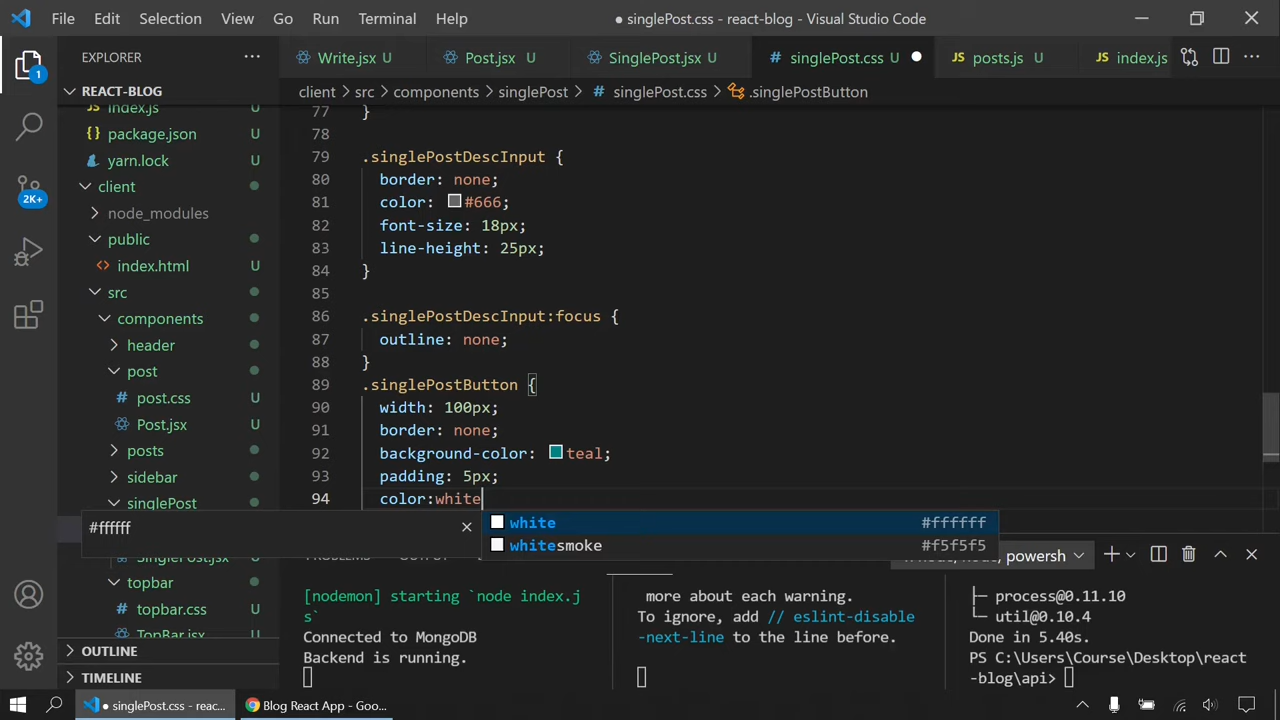 File Edit Selection View Go Run Terminal Help
● singlePost.css - react-blog - Visual Studio Code
EXPLORER
Write.jsx U Post.jsx U SinglePost.jsx U singlePost.css U posts.js U index.js
REACT-BLOG
client > src > components > singlePost > # singlePost.css > .singlePostButton
index.js U
package.json U
yarn.lock U
client
node_modules
public
index.html U
src
components
header
post
post.css U
Post.jsx U
posts
sidebar
singlePost
SinglePost.jsx U
topbar
topbar.css U
TopBar.jsx U
OUTLINE
TIMELINE
1
2K+
77 }
78
79 .singlePostDescInput {
80 border: none;
81 color: #666;
82 font-size: 18px;
83 line-height: 25px;
84 }
85
86 .singlePostDescInput:focus {
87 outline: none;
88 }
89 .singlePostButton {
90 width: 100px;
91 border: none;
92 background-color: teal;
93 padding: 5px;
94 color:white
#ffffff
white #ffffff
whitesmoke #f5f5f5
powersh
[nodemon] starting `node index.j
s`
Connected to MongoDB
Backend is running.
more about each warning.
To ignore, add // eslint-disable
-next-line to the line before.
├─ process@0.11.10
└─ util@0.10.4
Done in 5.40s.
PS C:\Users\Course\Desktop\react
-blog\api>
● singlePost.css - reac...
Blog React App - Goo...